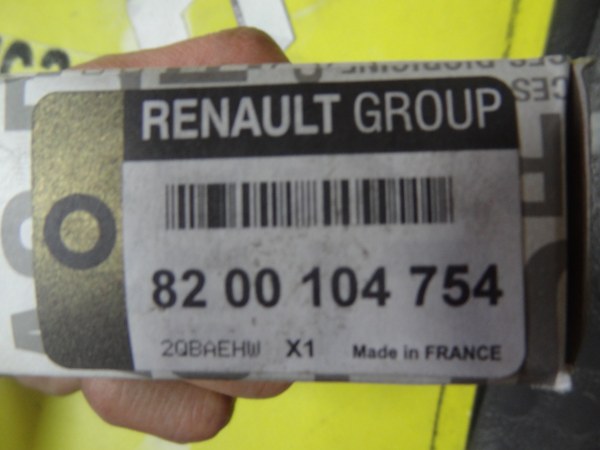 RENAULT GROUP
82 00 104 754
2QBAEHW X1 Made in FRANCE